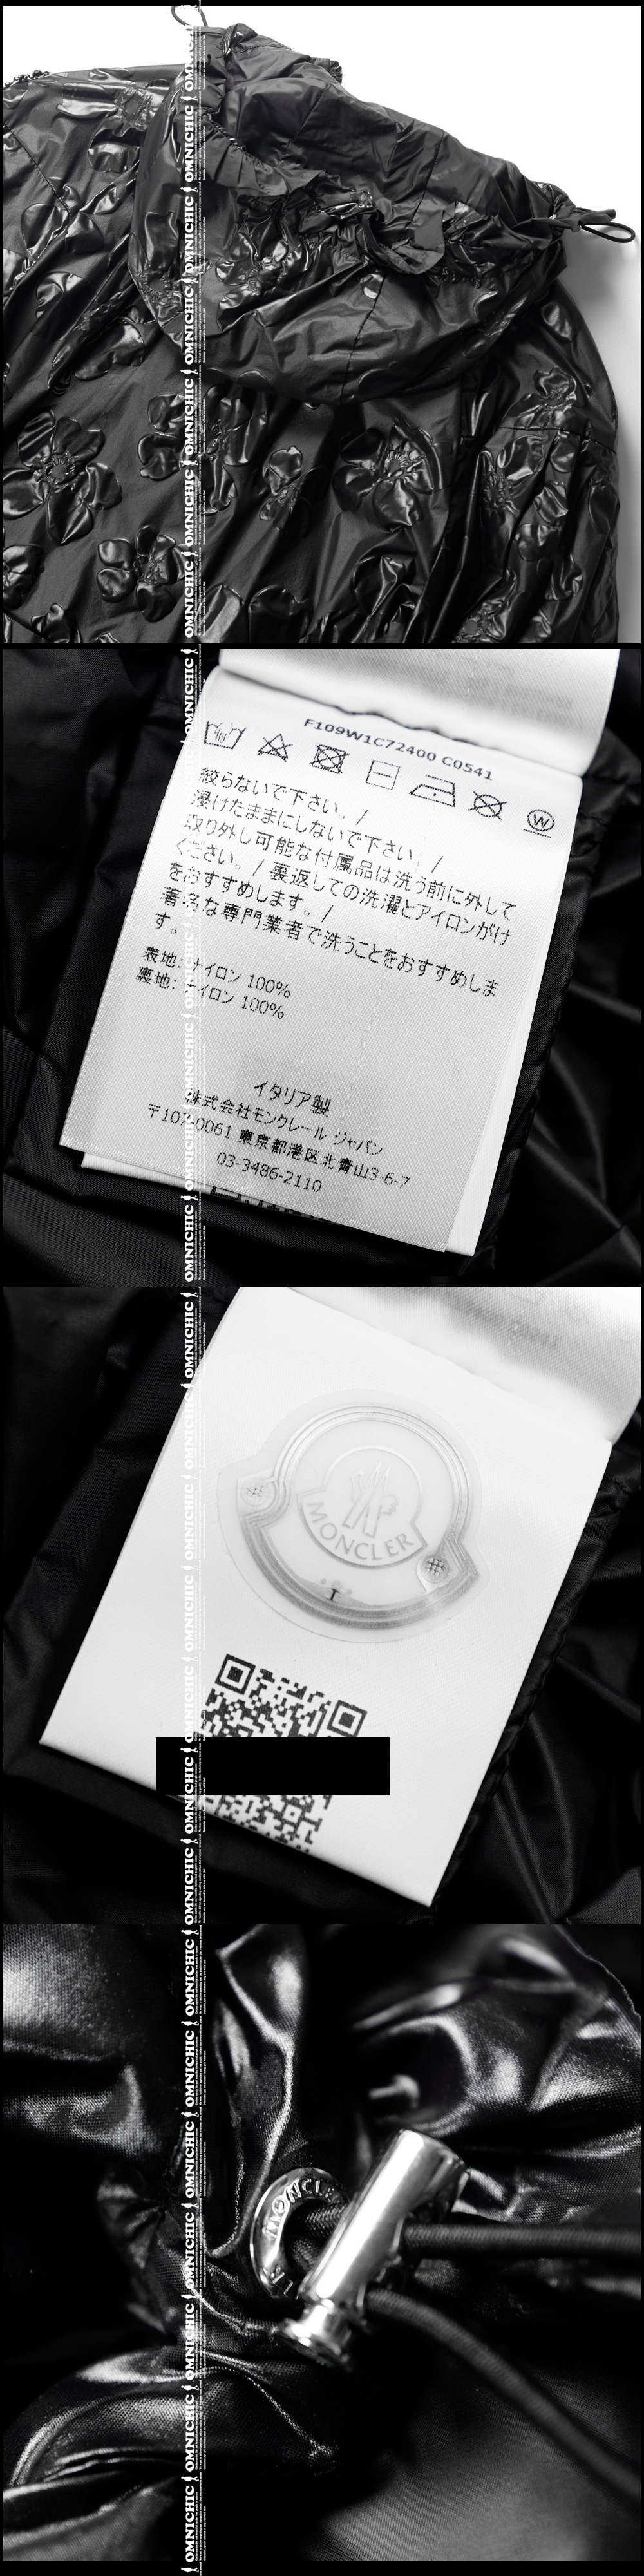 OMNICHIC
F109W1C72400 C0541
W
絞らないで下さい。/
浸けたままにしないで下さい。/
取り外し可能な付属品は洗う前に外して
ください。/ 裏返しての洗濯とアイロンがけ
をおすすめします。/
著名な専門業者で洗うことをおすすめしま
す。
表地: ナイロン 100%
裏地: ナイロン 100%
イタリア製
株式会社モンクレール ジャパン
〒107-0061 東京都港区北青山3-6-7
03-3486-2110
MONCLER
T